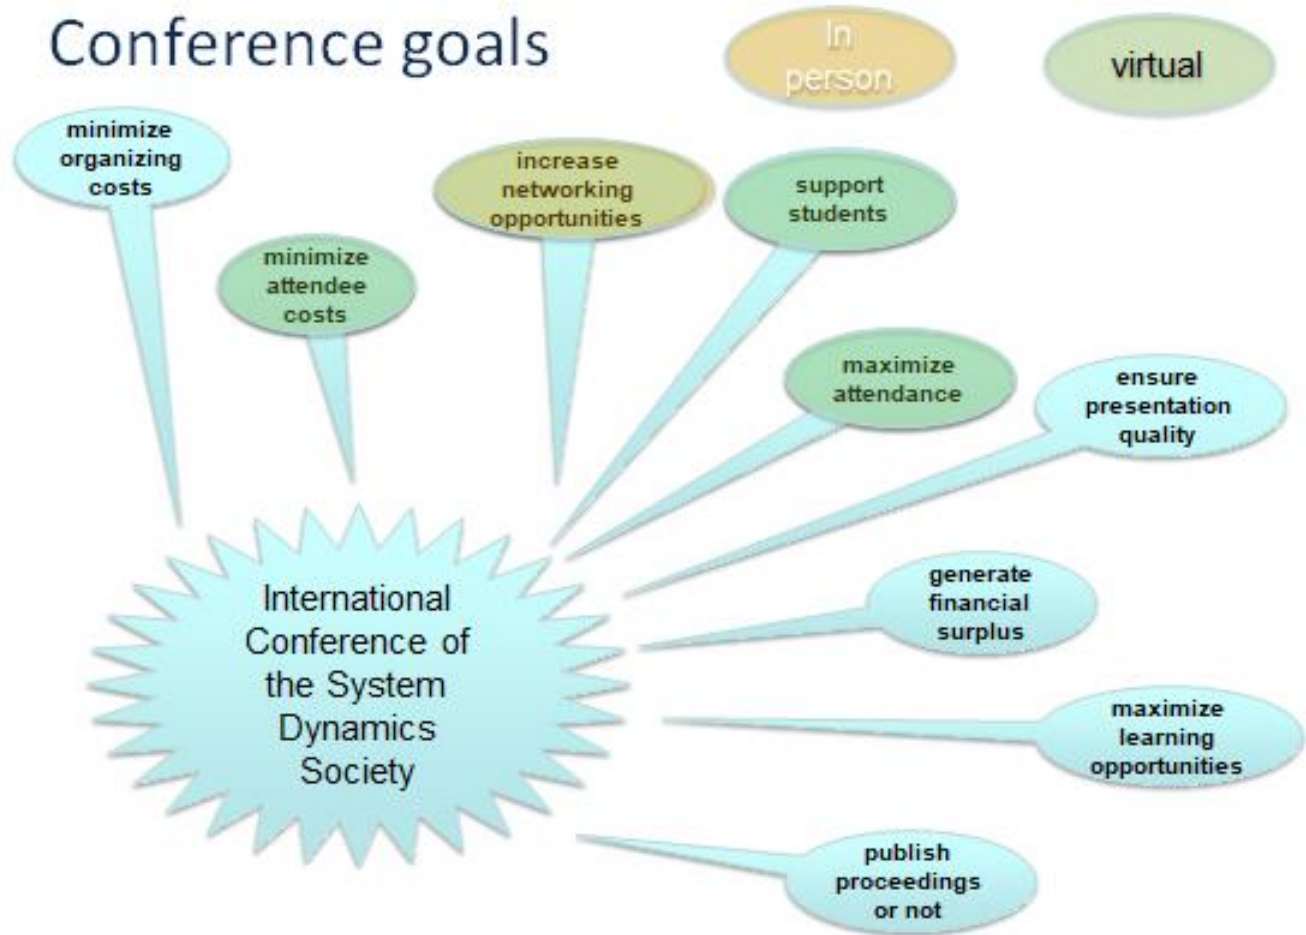 Conference goals
In
person
virtual
minimize
organizing
costs
minimize
attendee
costs
increase
networking
opportunities
support
students
maximize
attendance
ensure
presentation
quality
generate
financial
surplus
maximize
learning
opportunities
publish
proceedings
or not
International
Conference of
the System
Dynamics
Society